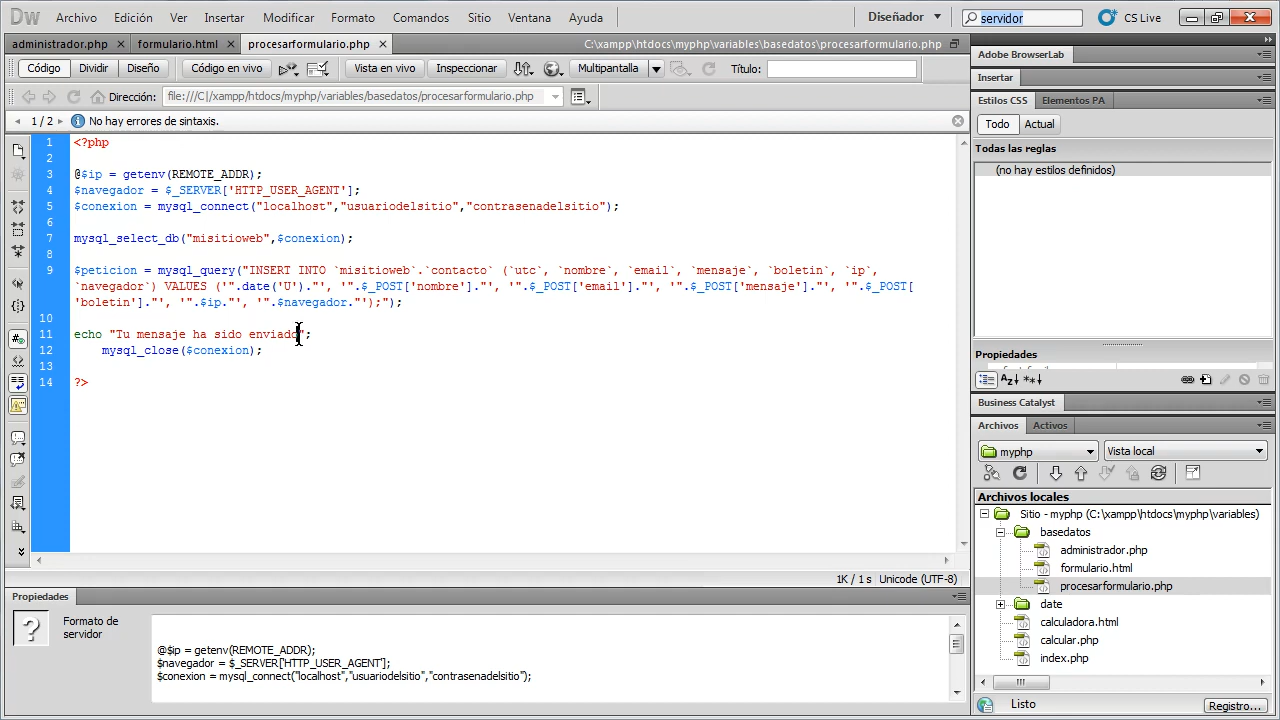 Dw Archivo Edición Ver Insertar Modificar Formato Comandos Sitio Ventana Ayuda Diseñador servidor CS Live
administrador.php formulario.html procesarformulario.php C:\xampp\htdocs\myphp\variables\basedatos\procesarformulario.php
Código Dividir Diseño Código en vivo Vista en vivo Inspeccionar Multipantalla Título:
Dirección: file:///C|/xampp/htdocs/myphp/variables/basedatos/procesarformulario.php
1 / 2 No hay errores de sintaxis.
1 <?php
2
3 @$ip = getenv(REMOTE_ADDR);
4 $navegador = $_SERVER['HTTP_USER_AGENT'];
5 $conexion = mysql_connect("localhost","usuariodelsitio","contrasenadelsitio");
6
7 mysql_select_db("misitioweb",$conexion);
8
9 $peticion = mysql_query("INSERT INTO `misitioweb`.`contacto` (`utc`, `nombre`, `email`, `mensaje`, `boletin`, `ip`,
`navegador`) VALUES ('".date('U')."', '".$_POST['nombre']."', '".$_POST['email']."', '".$_POST['mensaje']."', '".$_POST[
'boletin']."', '".$ip."', '".$navegador."');");
10
11 echo "Tu mensaje ha sido enviado";
12 mysql_close($conexion);
13
14 ?>
1K / 1 s Unicode (UTF-8)
Propiedades
Formato de
servidor
@$ip = getenv(REMOTE_ADDR);
$navegador = $_SERVER['HTTP_USER_AGENT'];
$conexion = mysql_connect("localhost","usuariodelsitio","contrasenadelsitio");
Adobe BrowserLab
Insertar
Estilos CSS Elementos PA
Todo Actual
Todas las reglas
(no hay estilos definidos)
Propiedades
Business Catalyst
Archivos Activos
myphp Vista local
Archivos locales
Sitio - myphp (C:\xampp\htdocs\myphp\variables)
basedatos
administrador.php
formulario.html
procesarformulario.php
date
calculadora.html
calcular.php
index.php
Listo Registro...